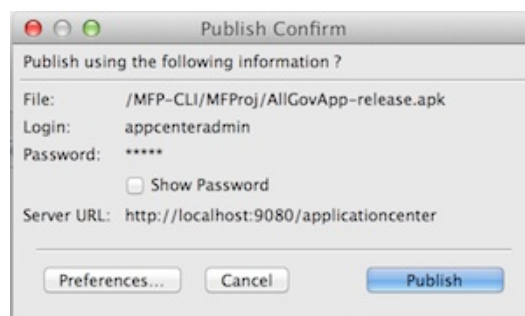 Publish Confirm
Publish using the following information ?
File: /MFP-CLI/MFProj/AllGovApp-release.apk
Login: appcenteradmin
Password: *****
Show Password
Server URL: http://localhost:9080/applicationcenter
Preferences... Cancel Publish